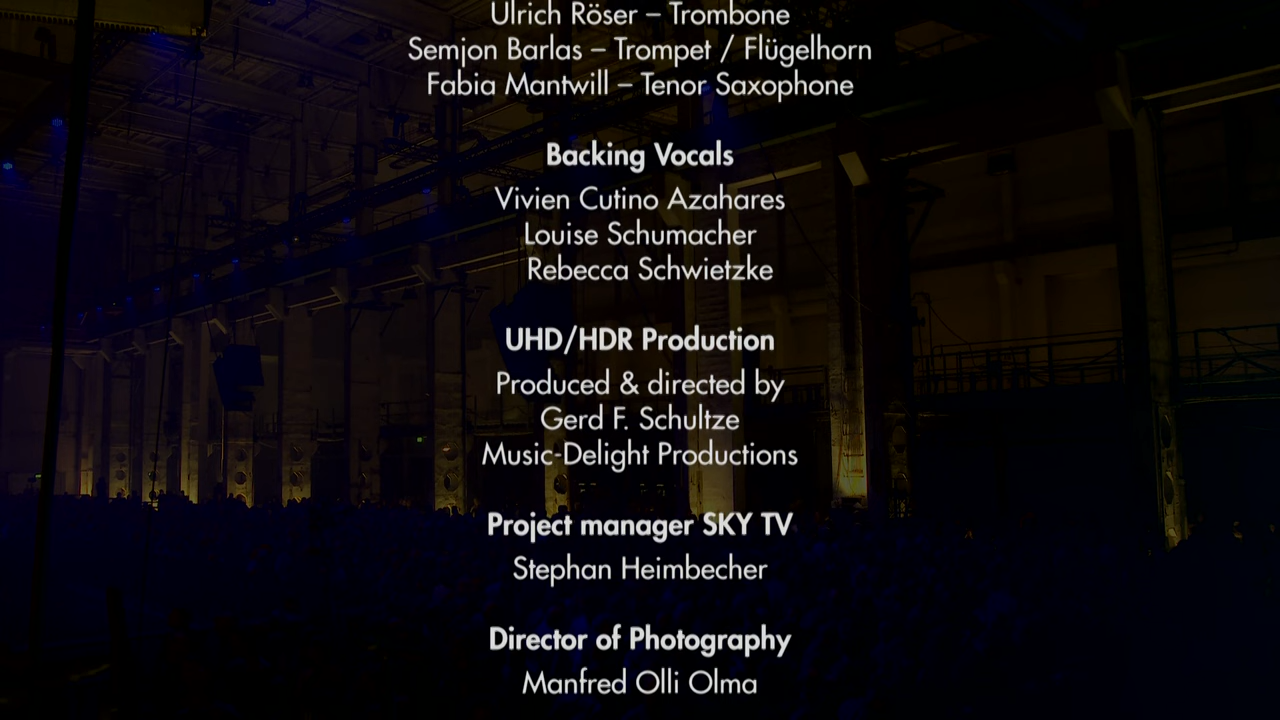 Ulrich Röser – Trombone
Semjon Barlas – Trompet / Flügelhorn
Fabia Mantwill – Tenor Saxophone
Backing Vocals
Vivien Cutino Azahares
Louise Schumacher
Rebecca Schwietzke
UHD/HDR Production
Produced & directed by
Gerd F. Schultze
Music-Delight Productions
Project manager SKY TV
Stephan Heimbecher
Director of Photography
Manfred Olli Olma